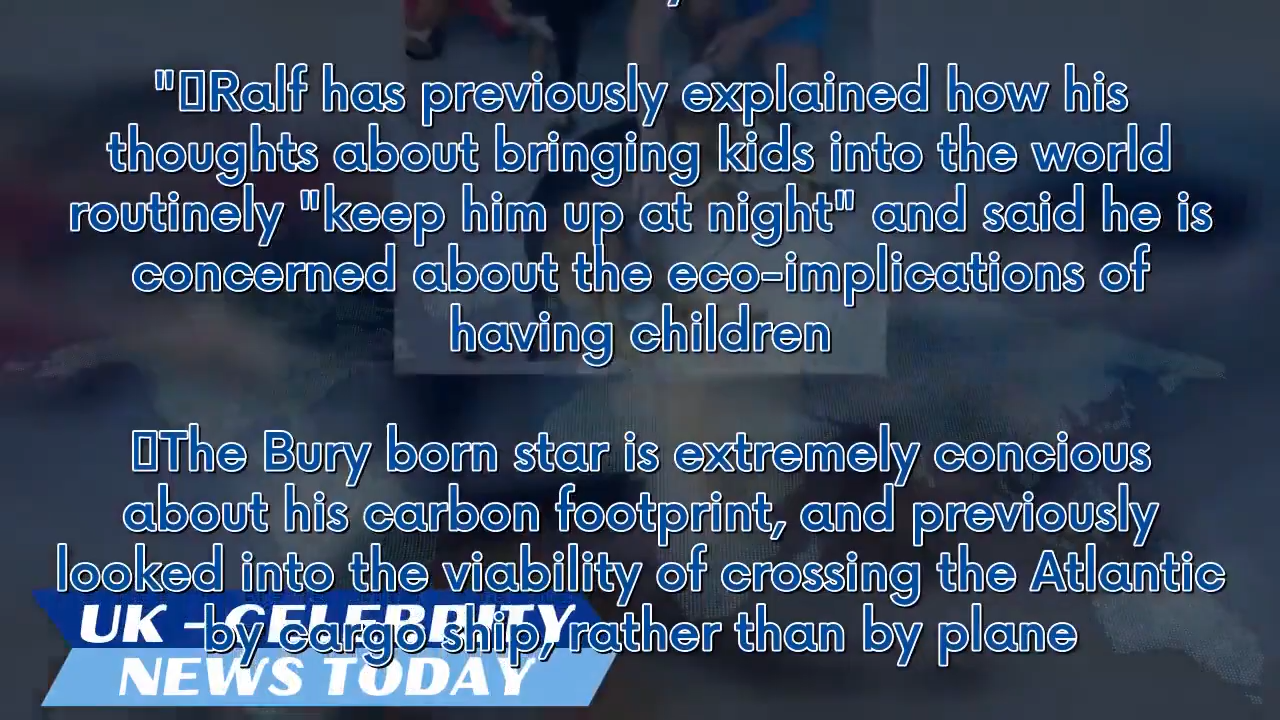 "▯Ralf has previously explained how his
thoughts about bringing kids into the world
routinely "keep him up at night" and said he is
concerned about the eco-implications of
having children
▯The Bury born star is extremely concious
about his carbon footprint, and previously
looked into the viability of crossing the Atlantic
by cargo ship, rather than by plane
UK - CELEBRITY
NEWS TODAY